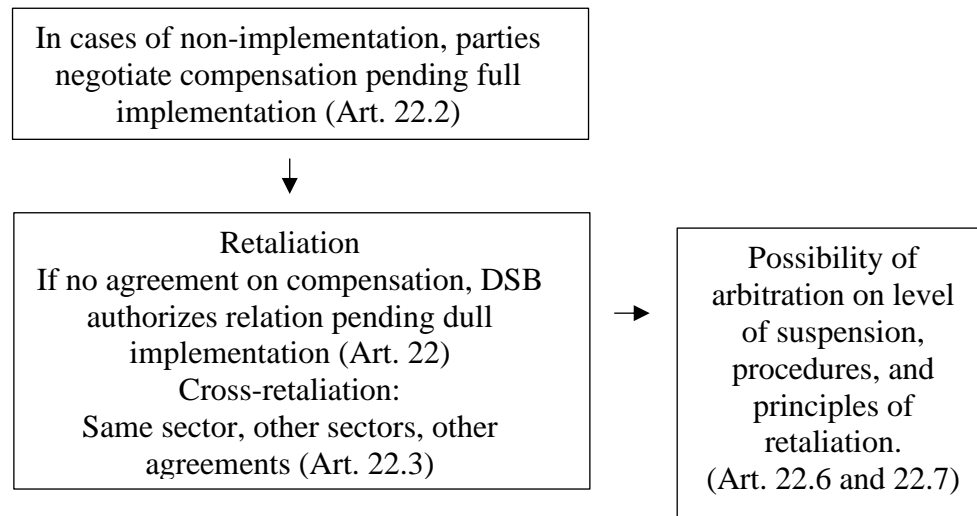 In cases of non-implementation, parties
negotiate compensation pending full
implementation (Art. 22.2)
Retaliation
If no agreement on compensation, DSB
authorizes relation pending dull
implementation (Art. 22)
Cross-retaliation:
Same sector, other sectors, other
agreements (Art. 22.3)
Possibility of
arbitration on level
of suspension,
procedures, and
principles of
retaliation.
(Art. 22.6 and 22.7)